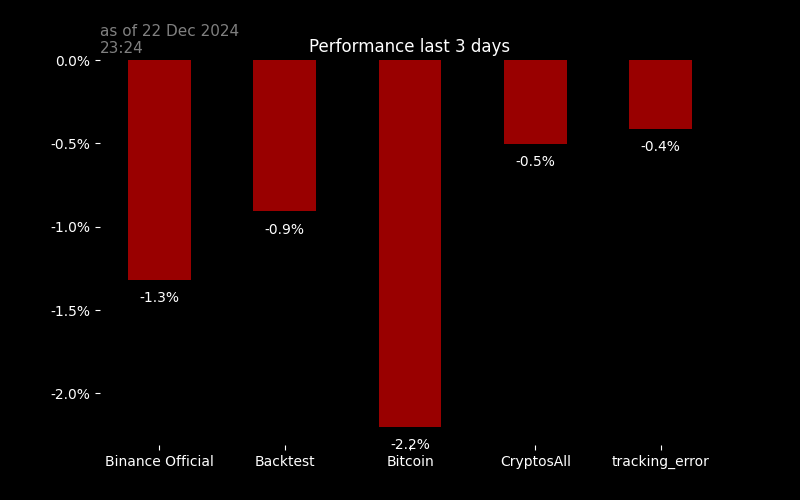 as of 22 Dec 2024
23:24
Performance last 3 days
0.0%
-0.5%
-1.0%
-1.5%
-2.0%
-1.3%
-0.9%
-2.2%
-0.5%
-0.4%
Binance Official
Backtest
Bitcoin
CryptosAll
tracking_error